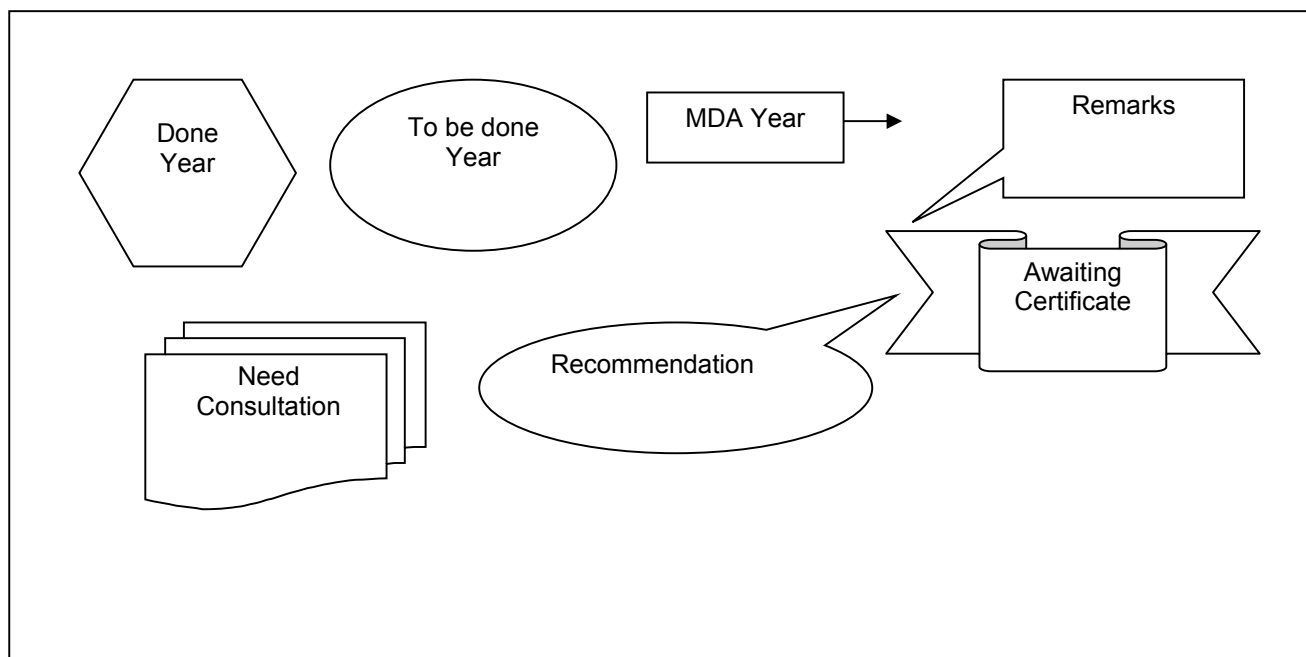 Done
Year
To be done
Year
MDA Year
Remarks
Awaiting
Certificate
Need
Consultation
Recommendation